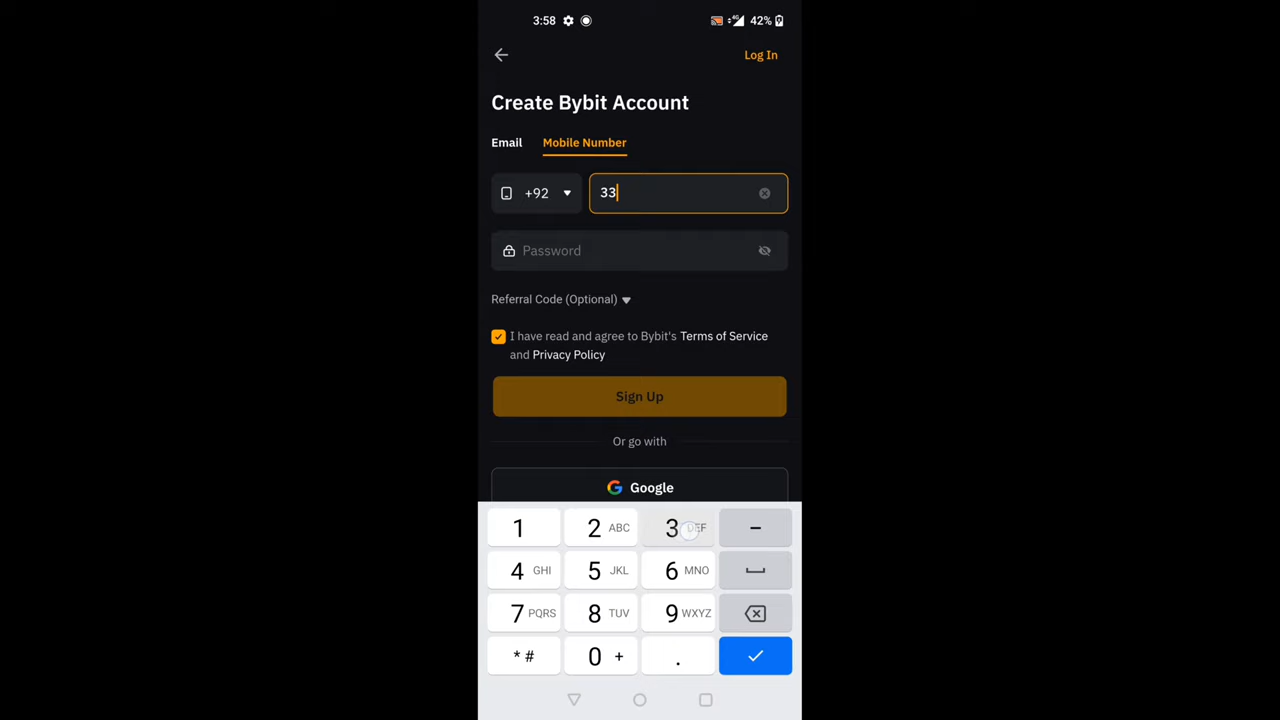 3:58 4G 42%
Log In
Create Bybit Account
Email Mobile Number
+92 33
Password
Referral Code (Optional)
I have read and agree to Bybit's Terms of Service
and Privacy Policy
Sign Up
Or go with
Google
1 2 ABC 3 DEF -
4 GHI 5 JKL 6 MNO
7 PQRS 8 TUV 9 WXYZ
* # 0 + .